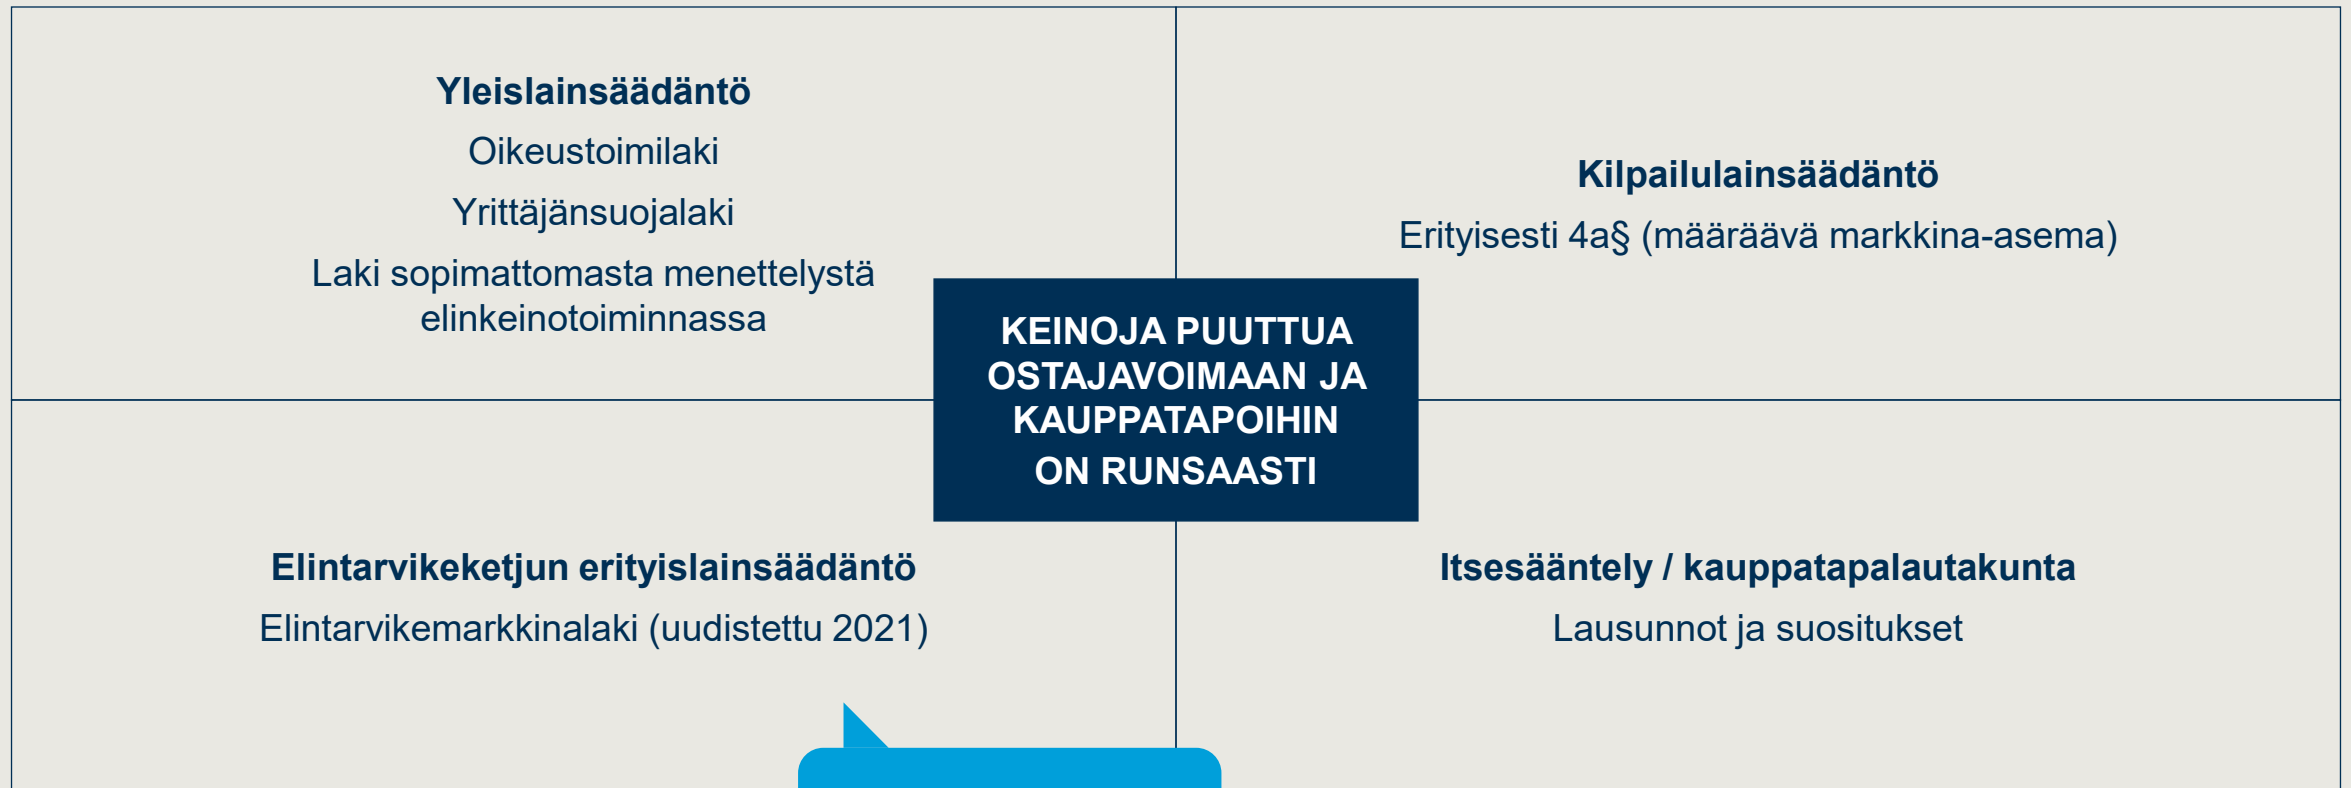 Yleislainsäädäntö
Oikeustoimilaki
Yrittäjänsuojalaki
Laki sopimattomasta menettelystä
elinkeinotoiminnassa
Kilpailulainsäädäntö
Erityisesti 4a§ (määräävä markkina-asema)
KEINOJA PUUTTUA
OSTAJAVOIMAAN JA
KAUPPATAPOIHIN
ON RUNSAASTI
Elintarvikeketjun erityislainsäädäntö
Elintarvikemarkkinalaki (uudistettu 2021)
Itsesääntely / kauppatapalautakunta
Lausunnot ja suositukset